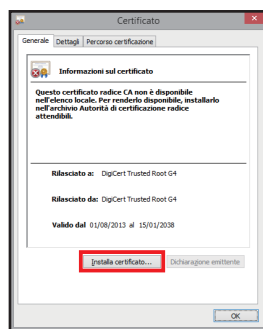 Certificato
Generale Dettagli Percorso certificazione
Informazioni sul certificato
Questo certificato radice CA non è disponibile
nell'elenco locale. Per renderlo disponibile, installarlo
nell'archivio Autorità di certificazione radice
attendibili.
Rilasciato a: DigiCert Trusted Root G4
Rilasciato da: DigiCert Trusted Root G4
Valido dal 01/08/2013 al 15/01/2038
Installa certificato... Dichiarazione emittente
OK